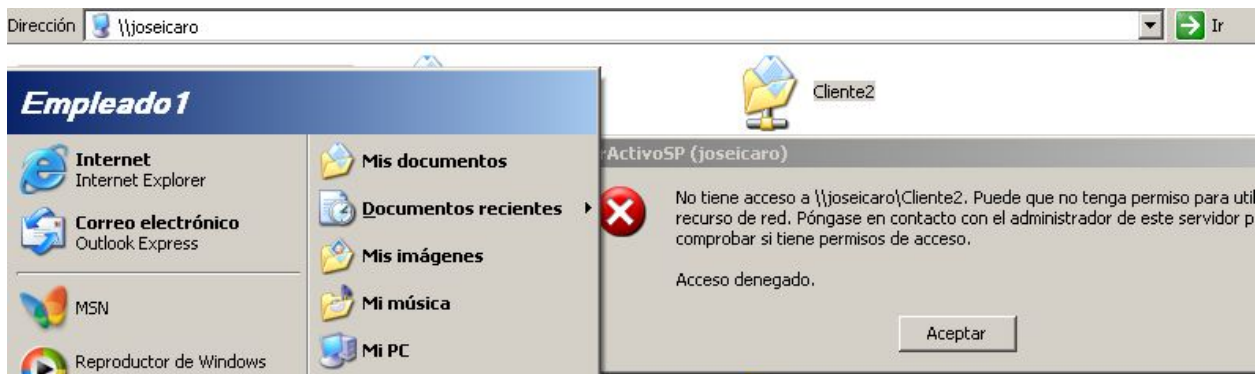 Dirección
\\joseicaro
Ir
Cliente2
Empleado1
Internet
Internet Explorer
Correo electrónico
Outlook Express
MSN
Reproductor de Windows
Mis documentos
Documentos recientes
Mis imágenes
Mi música
Mi PC
rActivoSP (joseicaro)
No tiene acceso a \\joseicaro\Cliente2. Puede que no tenga permiso para util
recurso de red. Póngase en contacto con el administrador de este servidor p
comprobar si tiene permisos de acceso.
Acceso denegado.
Aceptar